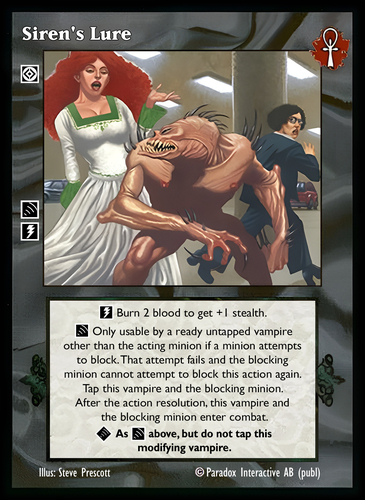 Siren's Lure
Burn 2 blood to get +1 stealth.
Only usable by a ready untapped vampire
other than the acting minion if a minion attempts
to block. That attempt fails and the blocking
minion cannot attempt to block this action again.
Tap this vampire and the blocking minion.
After the action resolution, this vampire and
the blocking minion enter combat.
As above, but do not tap this
modifying vampire.
Illus: Steve Prescott © Paradox Interactive AB (publ)